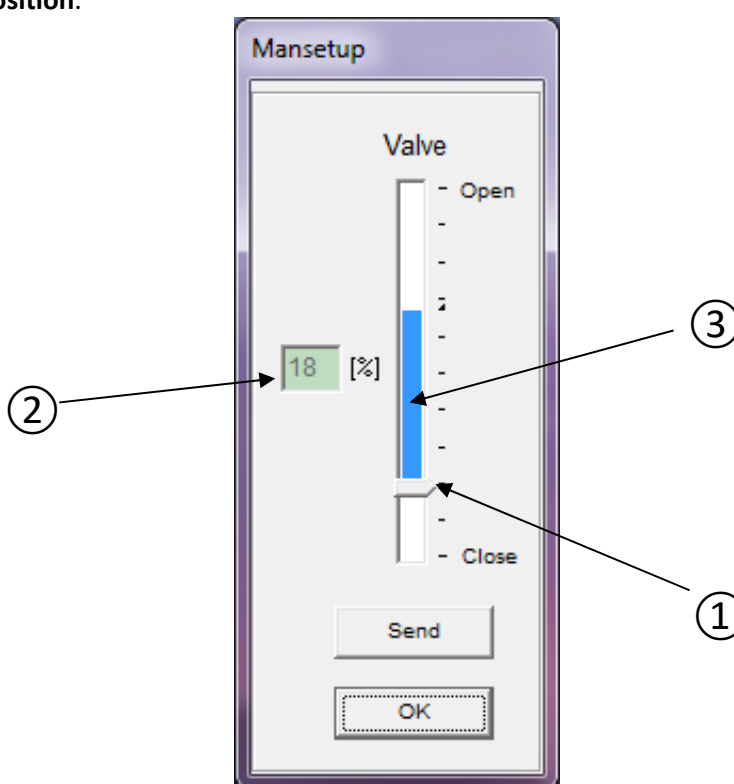 osition.
Mansetup
Valve
Open
③
18 [%]
②
Close
①
Send
OK